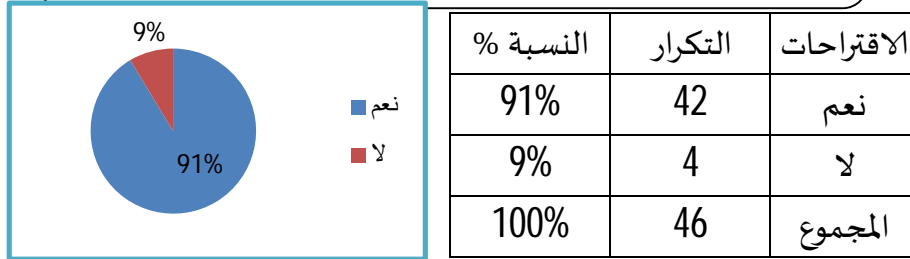 الاقتراحات التكرار النسبة %
نعم 42 91%
لا 4 9%
المجموع 46 100%
9%
91%
نعم
لا